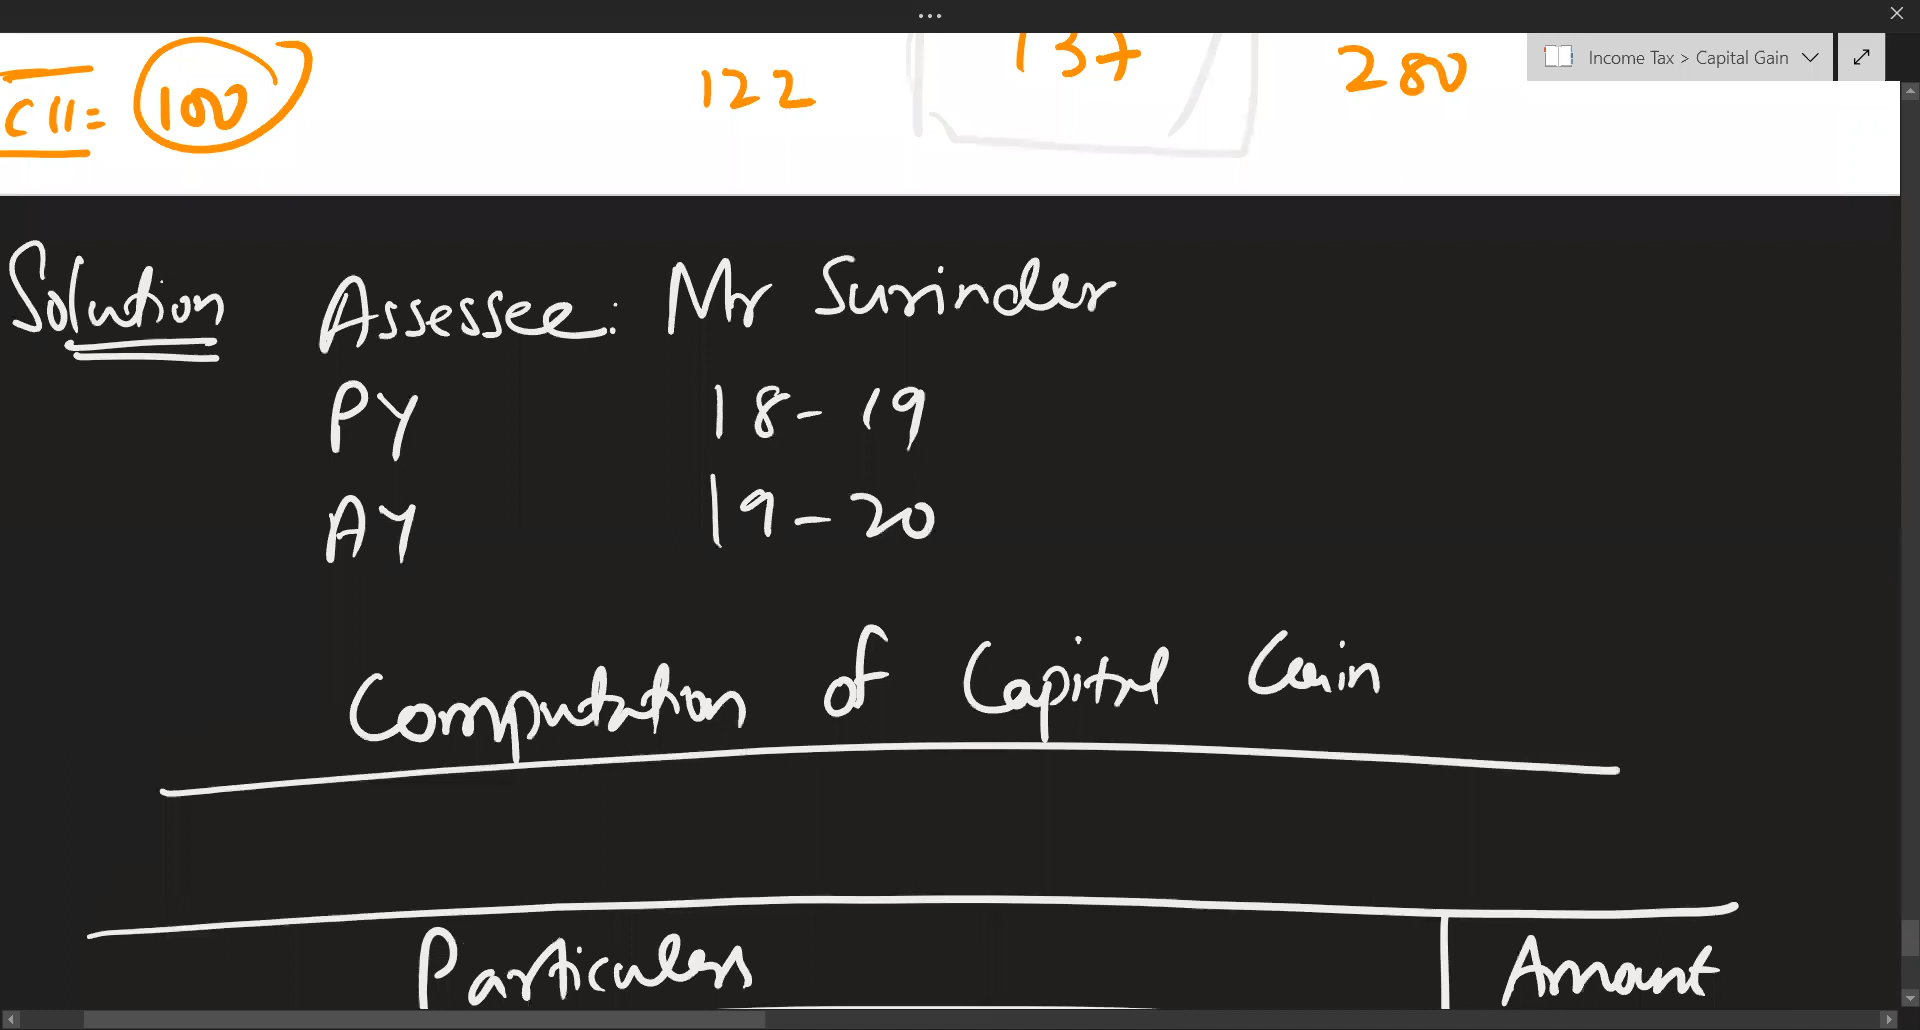 Income Tax > Capital Gain
CII = 100 122 137 280
Solution Assessee: Mr Surinder
PY 18-19
AY 19-20
Computation of Capital Gain
Particulars Amount